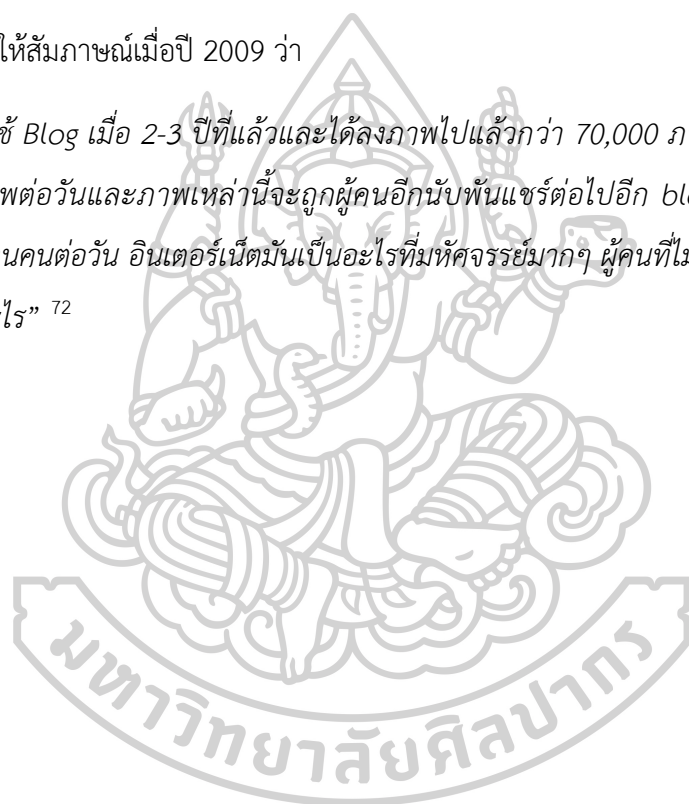 ให้สัมภาษณ์เมื่อปี 2009 ว่า
ช้ Blog เมื่อ 2-3 ปีที่แล้วและได้ลงภาพไปแล้วกว่า 70,000 ภ
พต่อวันและภาพเหล่านี้จะถูกผู้คนอีกนับพันแชร์ต่อไปอีก bl
นคนต่อวัน อินเตอร์เน็ตมันเป็นอะไรที่มหัศจรรย์มากๆ ผู้คนที่ไม
ไร” 72
มหาวิทยาลัยศิลปากร